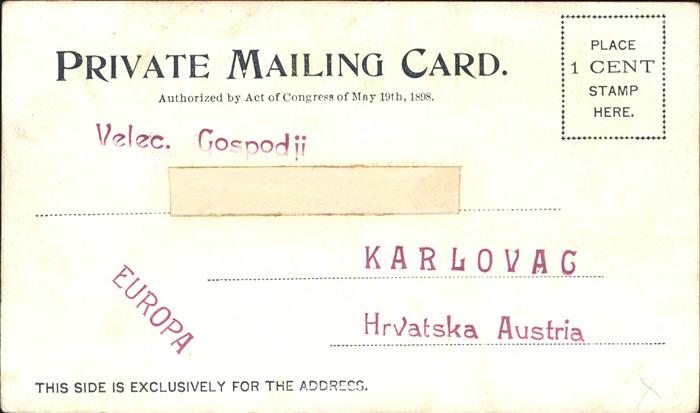 PRIVATE MAILING CARD.
Authorized by Act of Congress of May 19th, 1898.
PLACE
1 CENT
STAMP
HERE.
Velec. Gospodji
KARLOVAC
EUROPA
Hrvatska Austria
THIS SIDE IS EXCLUSIVELY FOR THE ADDRESS.